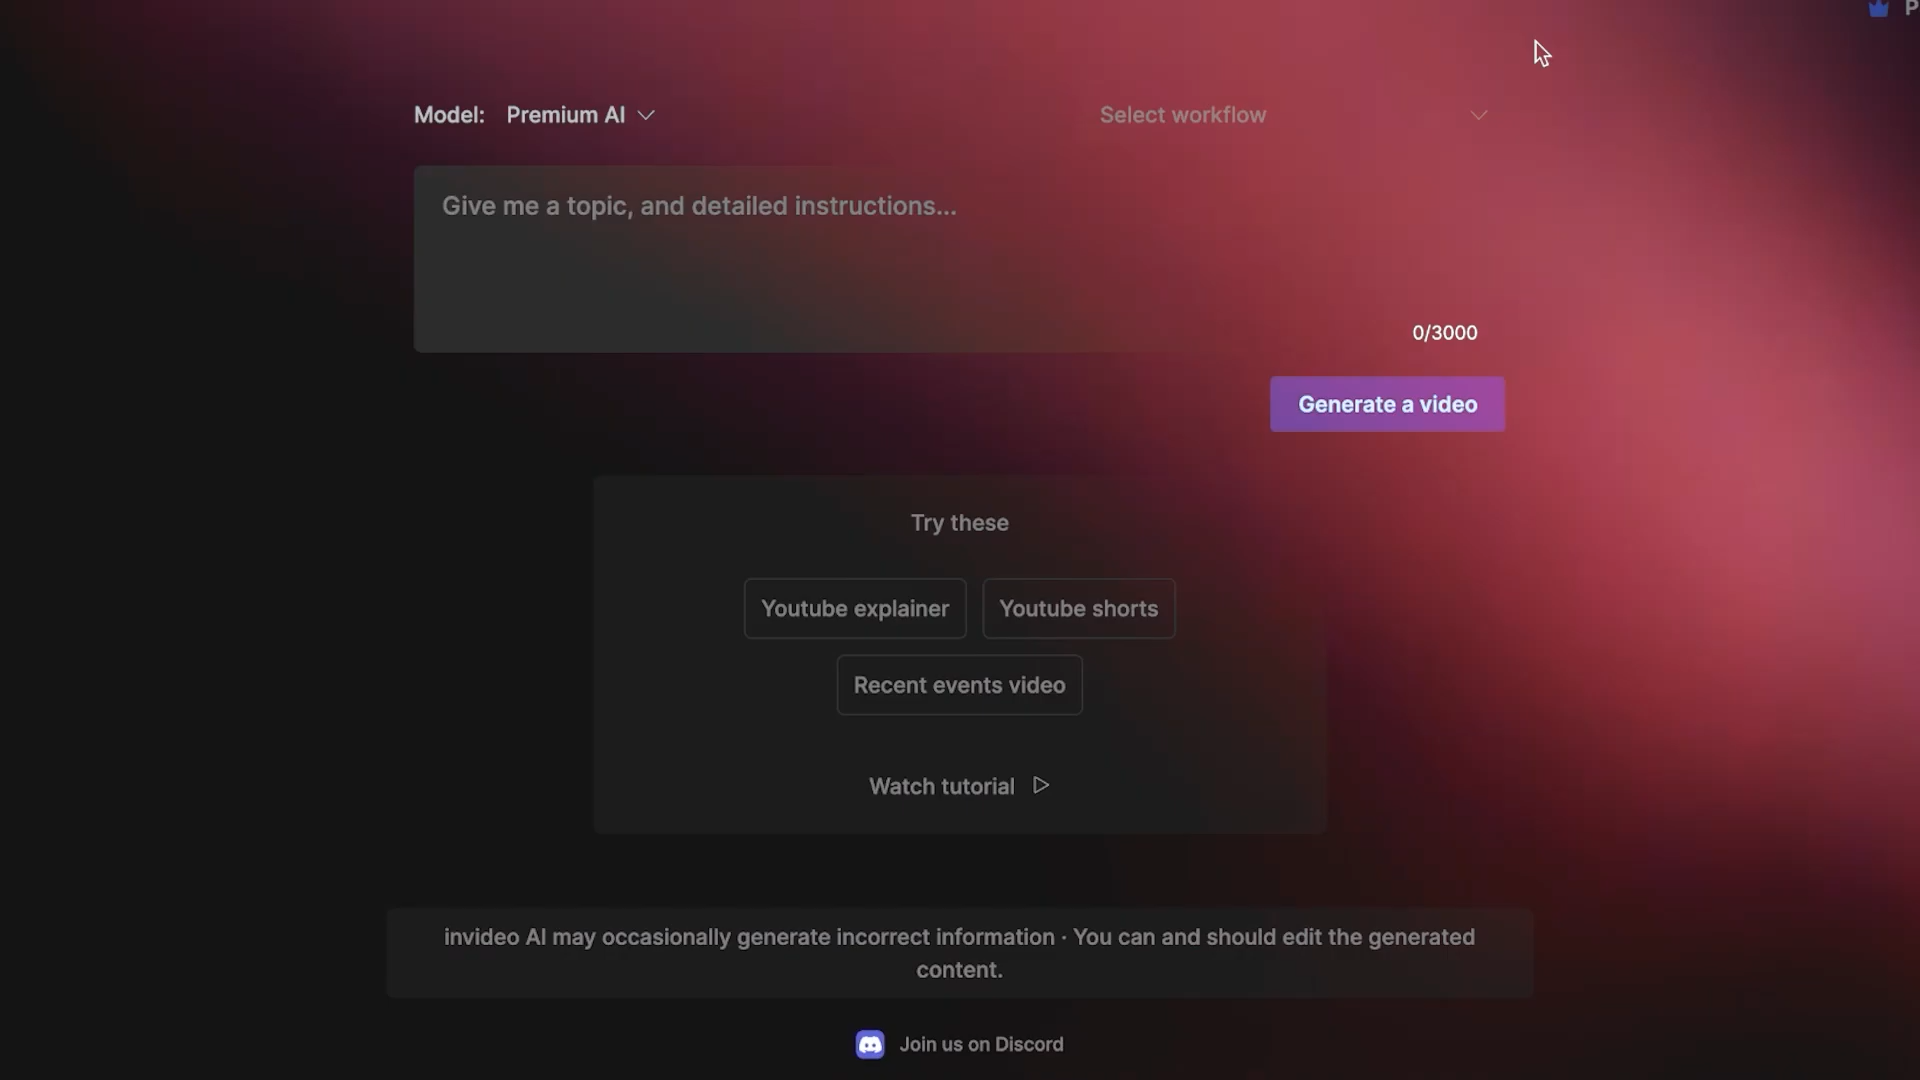 P
Model: Premium AI
Select workflow
Give me a topic, and detailed instructions...
0/3000
Generate a video
Try these
Youtube explainer
Youtube shorts
Recent events video
Watch tutorial
invideo AI may occasionally generate incorrect information · You can and should edit the generated
content.
Join us on Discord